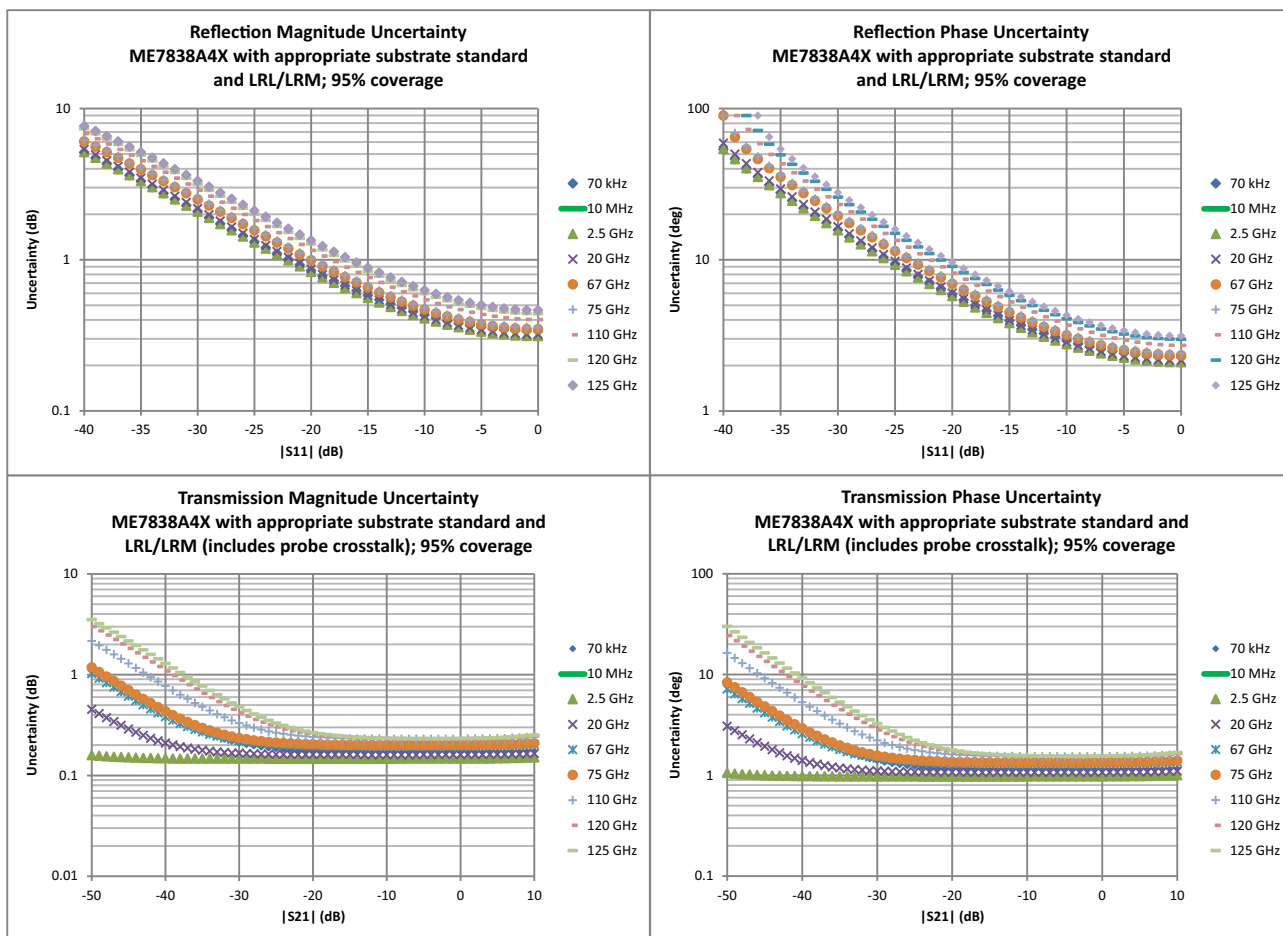 Reflection Magnitude Uncertainty
ME7838A4X with appropriate substrate standard
and LRL/LRM; 95% coverage
10
1
0.1
Uncertainty (dB)
-40
-35
-30
-25
-20
-15
-10
-5
0
|S11| (dB)
70 kHz
10 MHz
2.5 GHz
20 GHz
67 GHz
75 GHz
110 GHz
120 GHz
125 GHz
Reflection Phase Uncertainty
ME7838A4X with appropriate substrate standard
and LRL/LRM; 95% coverage
100
10
1
Uncertainty (deg)
-40
-35
-30
-25
-20
-15
-10
-5
0
|S11| (dB)
70 kHz
10 MHz
2.5 GHz
20 GHz
67 GHz
75 GHz
110 GHz
120 GHz
125 GHz
Transmission Magnitude Uncertainty
ME7838A4X with appropriate substrate standard and
LRL/LRM (includes probe crosstalk); 95% coverage
10
1
0.1
0.01
Uncertainty (dB)
-50
-40
-30
-20
-10
0
10
|S21| (dB)
70 kHz
10 MHz
2.5 GHz
20 GHz
67 GHz
75 GHz
110 GHz
120 GHz
125 GHz
Transmission Phase Uncertainty
ME7838A4X with appropriate substrate standard and
LRL/LRM (includes probe crosstalk); 95% coverage
100
10
1
0.1
Uncertainty (deg)
-50
-40
-30
-20
-10
0
10
|S21| (dB)
70 kHz
10 MHz
2.5 GHz
20 GHz
67 GHz
75 GHz
110 GHz
120 GHz
125 GHz